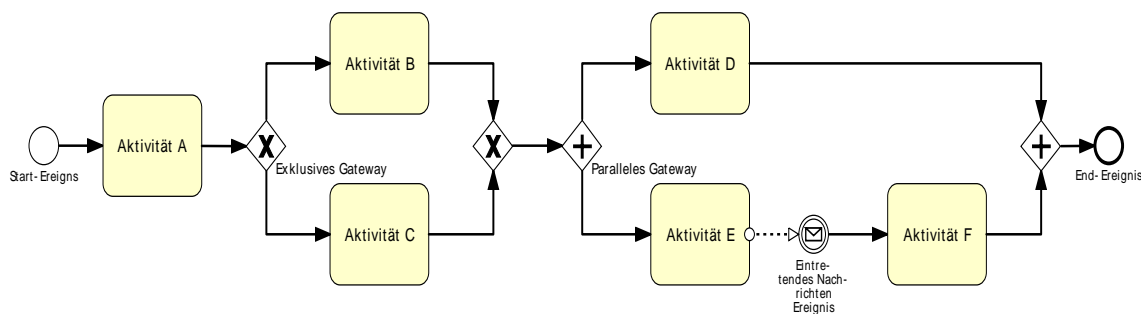 Aktivität B
Aktivität D
Aktivität A
Exklusives Gateway
Paralleles Gateway
Start-Ereigns
End-Ereignis
Aktivität C
Aktivität E
Aktivität F
Eintre-
tendes Nach-
richten
Ereignis